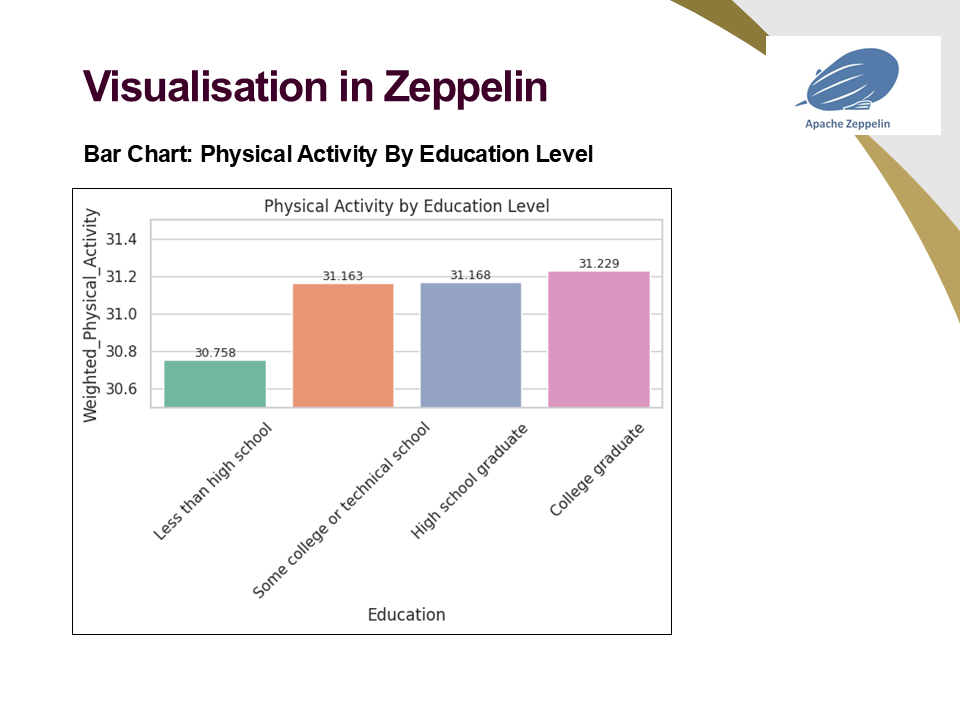 Visualisation in Zeppelin
Apache Zeppelin
Bar Chart: Physical Activity By Education Level
Physical Activity by Education Level
Weighted_Physical_Activity
31.4
31.2
31.0
30.8
30.6
30.758
31.163
31.168
31.229
Less than high school
Some college or technical school
High school graduate
College graduate
Education